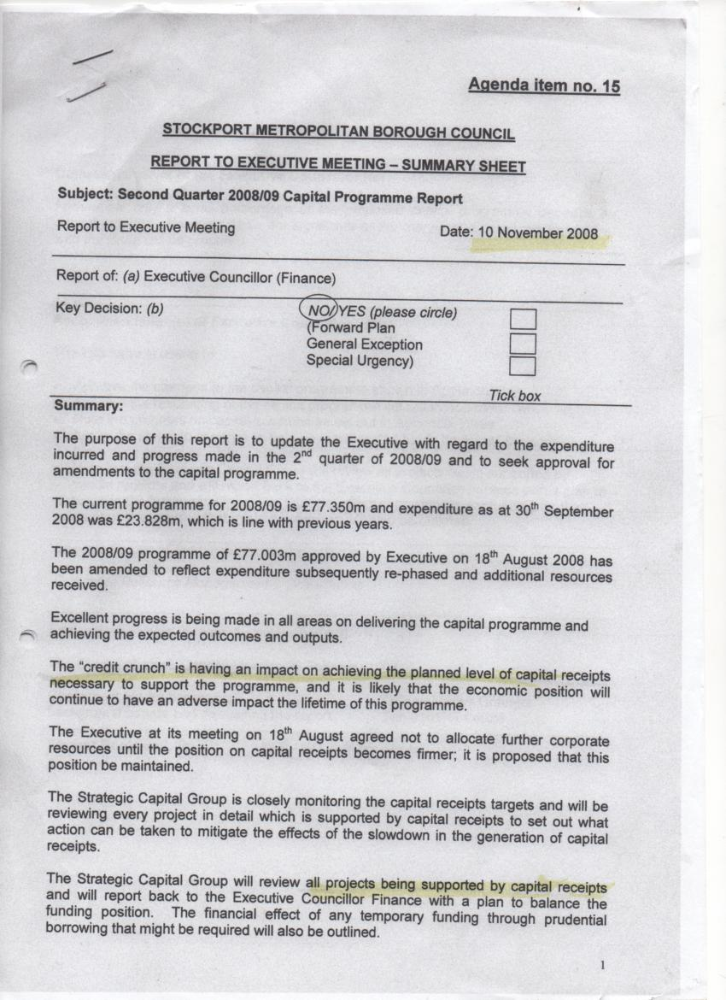 Agenda item no. 15
STOCKPORT METROPOLITAN BOROUGH COUNCIL
REPORT TO EXECUTIVE MEETING – SUMMARY SHEET
Subject: Second Quarter 2008/09 Capital Programme Report
Report to Executive Meeting Date: 10 November 2008
Report of: (a) Executive Councillor (Finance)
Key Decision: (b) NO/YES (please circle)
(Forward Plan
General Exception
Special Urgency)
Tick box
Summary:
The purpose of this report is to update the Executive with regard to the expenditure
incurred and progress made in the 2nd quarter of 2008/09 and to seek approval for
amendments to the capital programme.
The current programme for 2008/09 is £77.350m and expenditure as at 30th September
2008 was £23.828m, which is line with previous years.
The 2008/09 programme of £77.003m approved by Executive on 18th August 2008 has
been amended to reflect expenditure subsequently re-phased and additional resources
received.
Excellent progress is being made in all areas on delivering the capital programme and
achieving the expected outcomes and outputs.
The "credit crunch" is having an impact on achieving the planned level of capital receipts
necessary to support the programme, and it is likely that the economic position will
continue to have an adverse impact the lifetime of this programme.
The Executive at its meeting on 18th August agreed not to allocate further corporate
resources until the position on capital receipts becomes firmer; it is proposed that this
position be maintained.
The Strategic Capital Group is closely monitoring the capital receipts targets and will be
reviewing every project in detail which is supported by capital receipts to set out what
action can be taken to mitigate the effects of the slowdown in the generation of capital
receipts.
The Strategic Capital Group will review all projects being supported by capital receipts
and will report back to the Executive Councillor Finance with a plan to balance the
funding position. The financial effect of any temporary funding through prudential
borrowing that might be required will also be outlined.
1